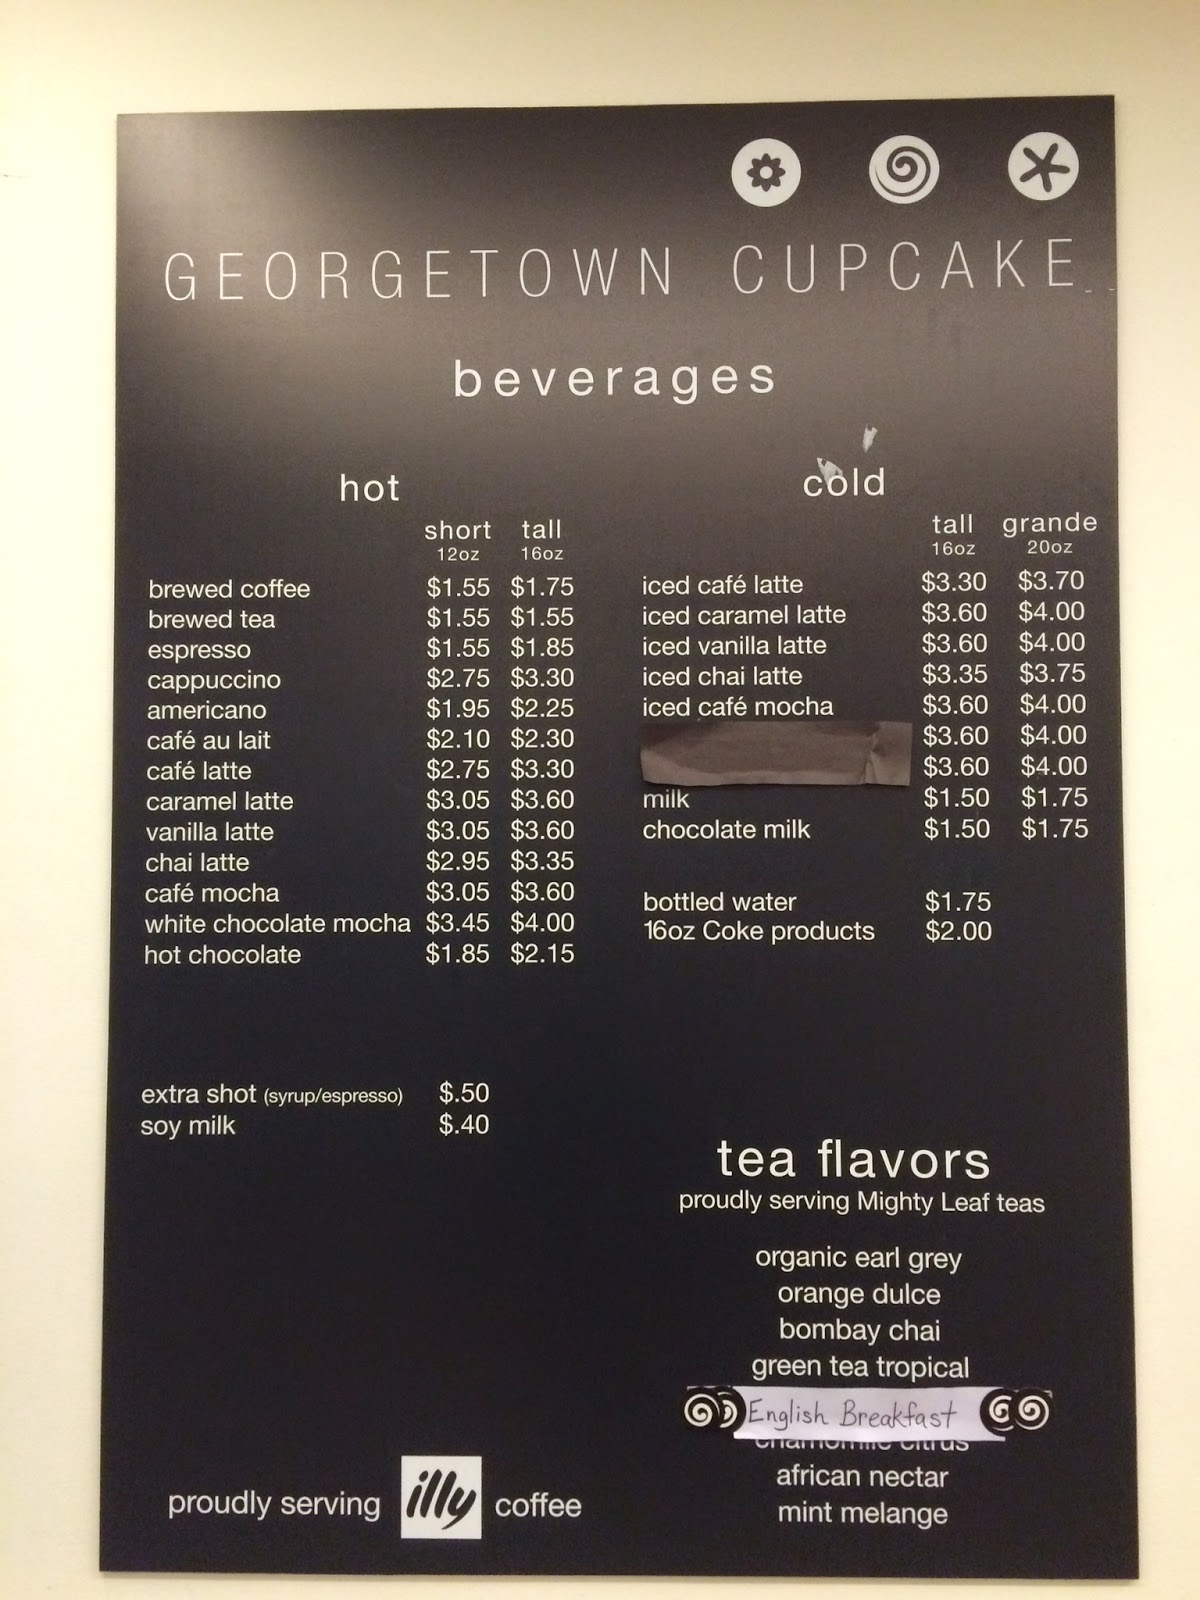 GEORGETOWN CUPCAKE
beverages
hot
short tall
12oz 16oz
brewed coffee $1.55 $1.75
brewed tea $1.55 $1.55
espresso $1.55 $1.85
cappuccino $2.75 $3.30
americano $1.95 $2.25
café au lait $2.10 $2.30
café latte $2.75 $3.30
caramel latte $3.05 $3.60
vanilla latte $3.05 $3.60
chai latte $2.95 $3.35
café mocha $3.05 $3.60
white chocolate mocha $3.45 $4.00
hot chocolate $1.85 $2.15
extra shot (syrup/espresso) $.50
soy milk $.40
cold
tall grande
16oz 20oz
iced café latte $3.30 $3.70
iced caramel latte $3.60 $4.00
iced vanilla latte $3.60 $4.00
iced chai latte $3.35 $3.75
iced café mocha $3.60 $4.00
$3.60 $4.00
$3.60 $4.00
milk $1.50 $1.75
chocolate milk $1.50 $1.75
bottled water $1.75
16oz Coke products $2.00
tea flavors
proudly serving Mighty Leaf teas
organic earl grey
orange dulce
bombay chai
green tea tropical
English Breakfast
chamomile citrus
african nectar
mint melange
proudly serving illy coffee